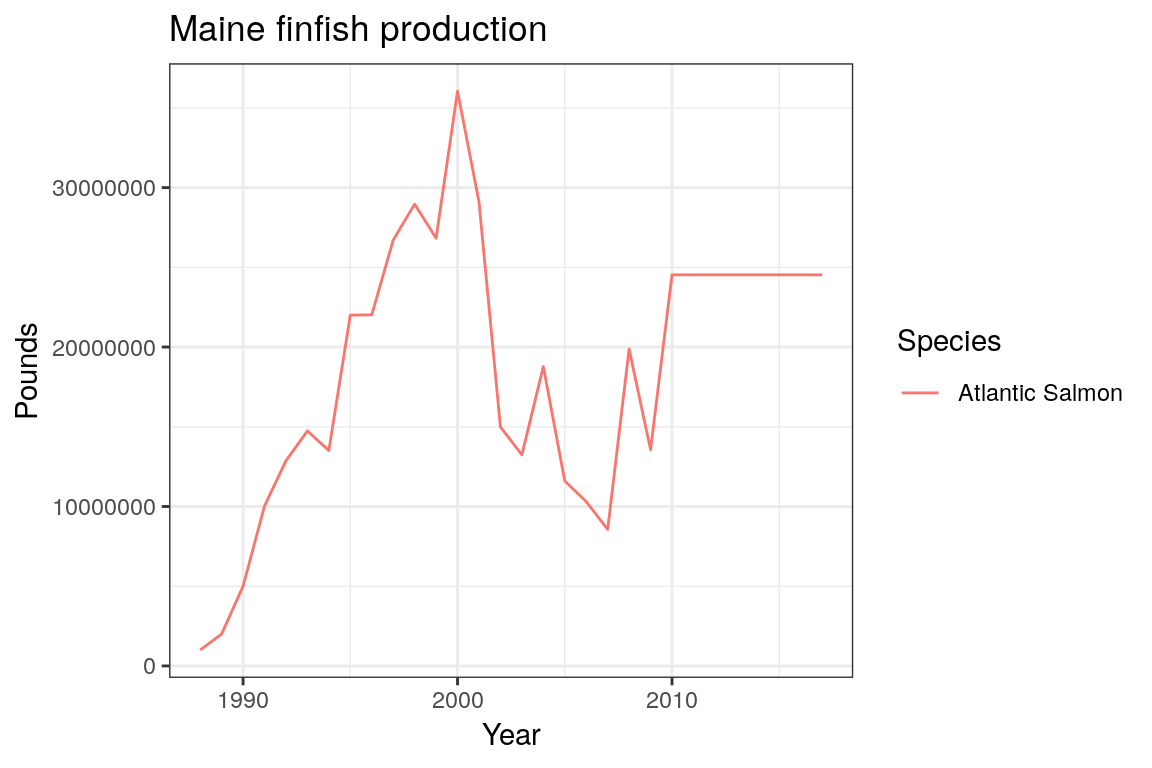 Maine finfish production
30000000
20000000
10000000
0
Pounds
1990
2000
2010
Year
Species
Atlantic Salmon